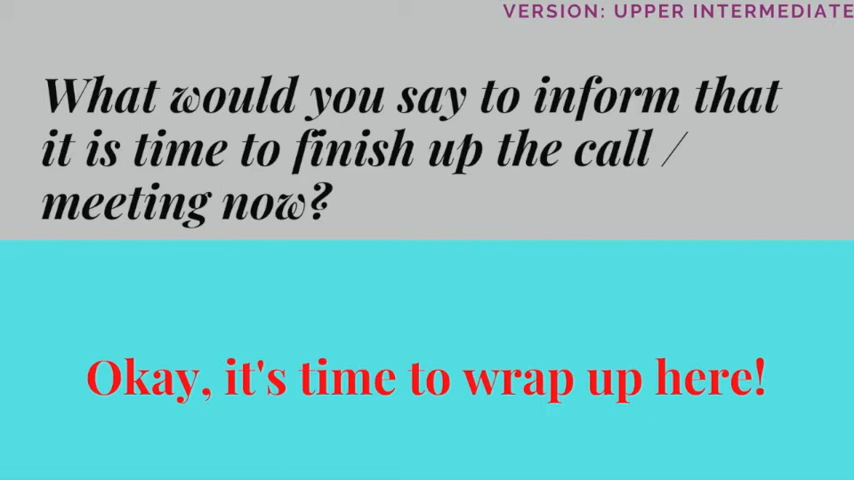 VERSION: UPPER INTERMEDIATE
What would you say to inform that
it is time to finish up the call /
meeting now?
Okay, it's time to wrap up here!